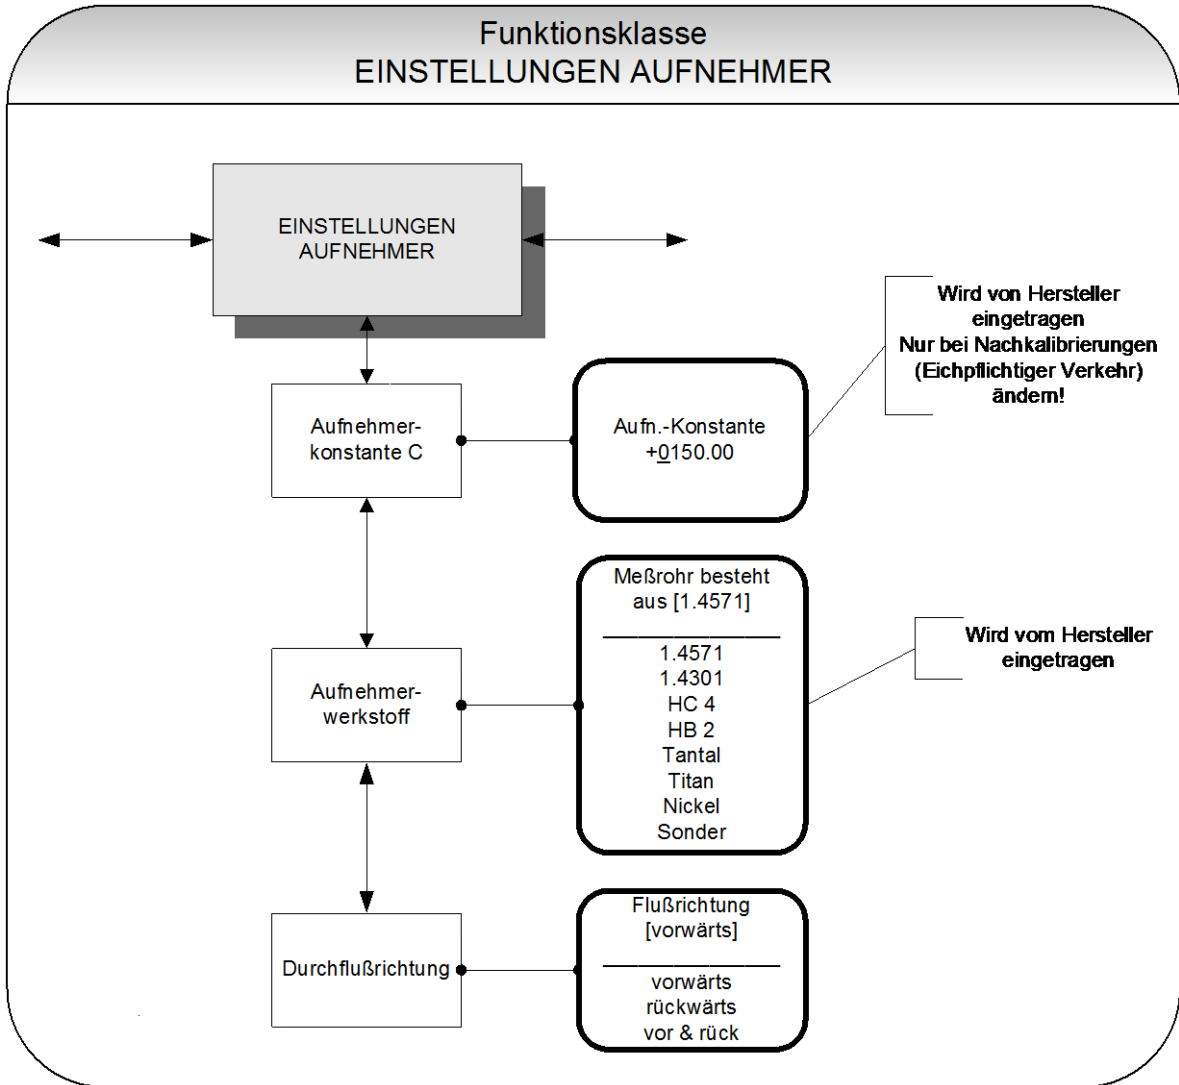 Funktionsklasse
EINSTELLUNGEN AUFNEHMER
EINSTELLUNGEN
AUFNEHMER
Wird von Hersteller
eingetragen
Nur bei Nachkalibrierungen
(Eichpflichtiger Verkehr)
ändern!
Aufnehmer-
konstante C
Aufn.-Konstante
+0150.00
Meßrohr besteht
aus [1.4571]
1.4571
1.4301
HC 4
HB 2
Tantal
Titan
Nickel
Sonder
Wird vom Hersteller
eingetragen
Aufnehmer-
werkstoff
Durchflußrichtung
Flußrichtung
[vorwärts]
vorwärts
rückwärts
vor & rück